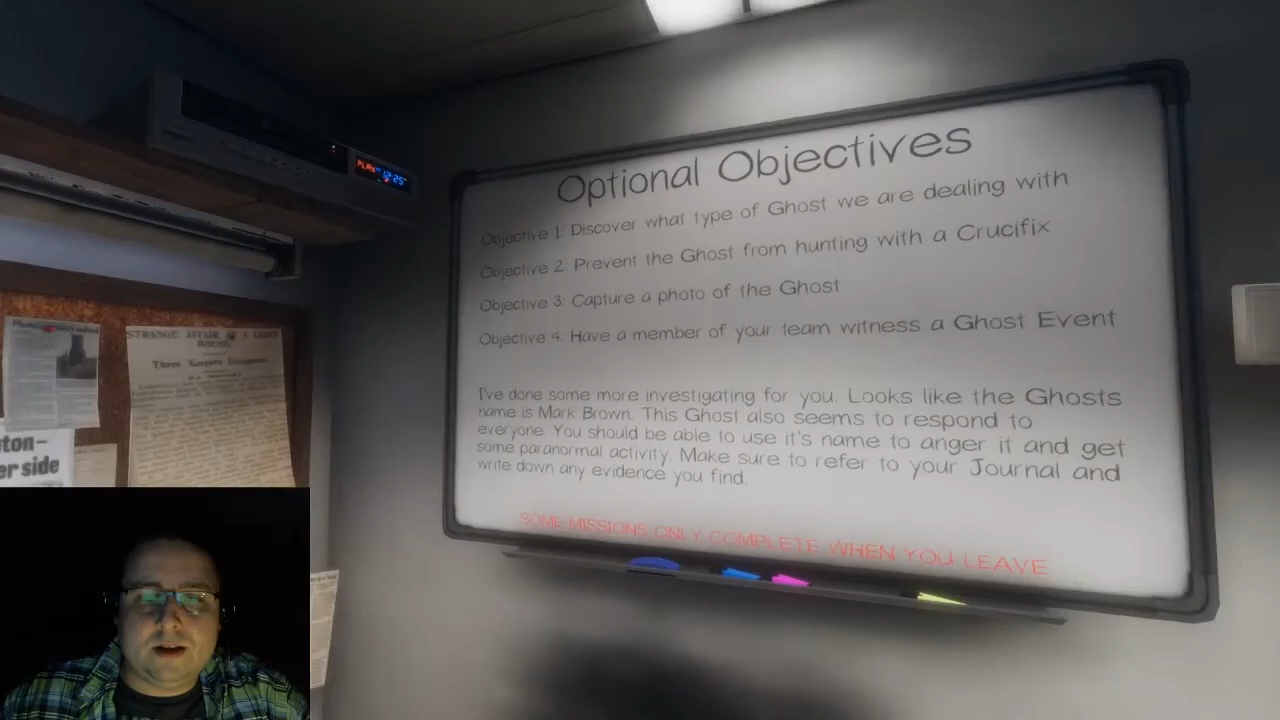 PLAY 12:25
Optional Objectives
Objective 1: Discover what type of Ghost we are dealing with
Objective 2: Prevent the Ghost from hunting with a Crucifix
Objective 3: Capture a photo of the Ghost
Objective 4: Have a member of your team witness a Ghost Event
I've done some more investigating for you. Looks like the Ghosts
name is Mark Brown. This Ghost also seems to respond to
everyone. You should be able to use it's name to anger it and get
some paranormal activity. Make sure to refer to your Journal and
write down any evidence you find.
SOME MISSIONS ONLY COMPLETE WHEN YOU LEAVE
STRANGE AFFAIR A LIGHT
HOUSE
Three Keepers Disappear
ton–
er side